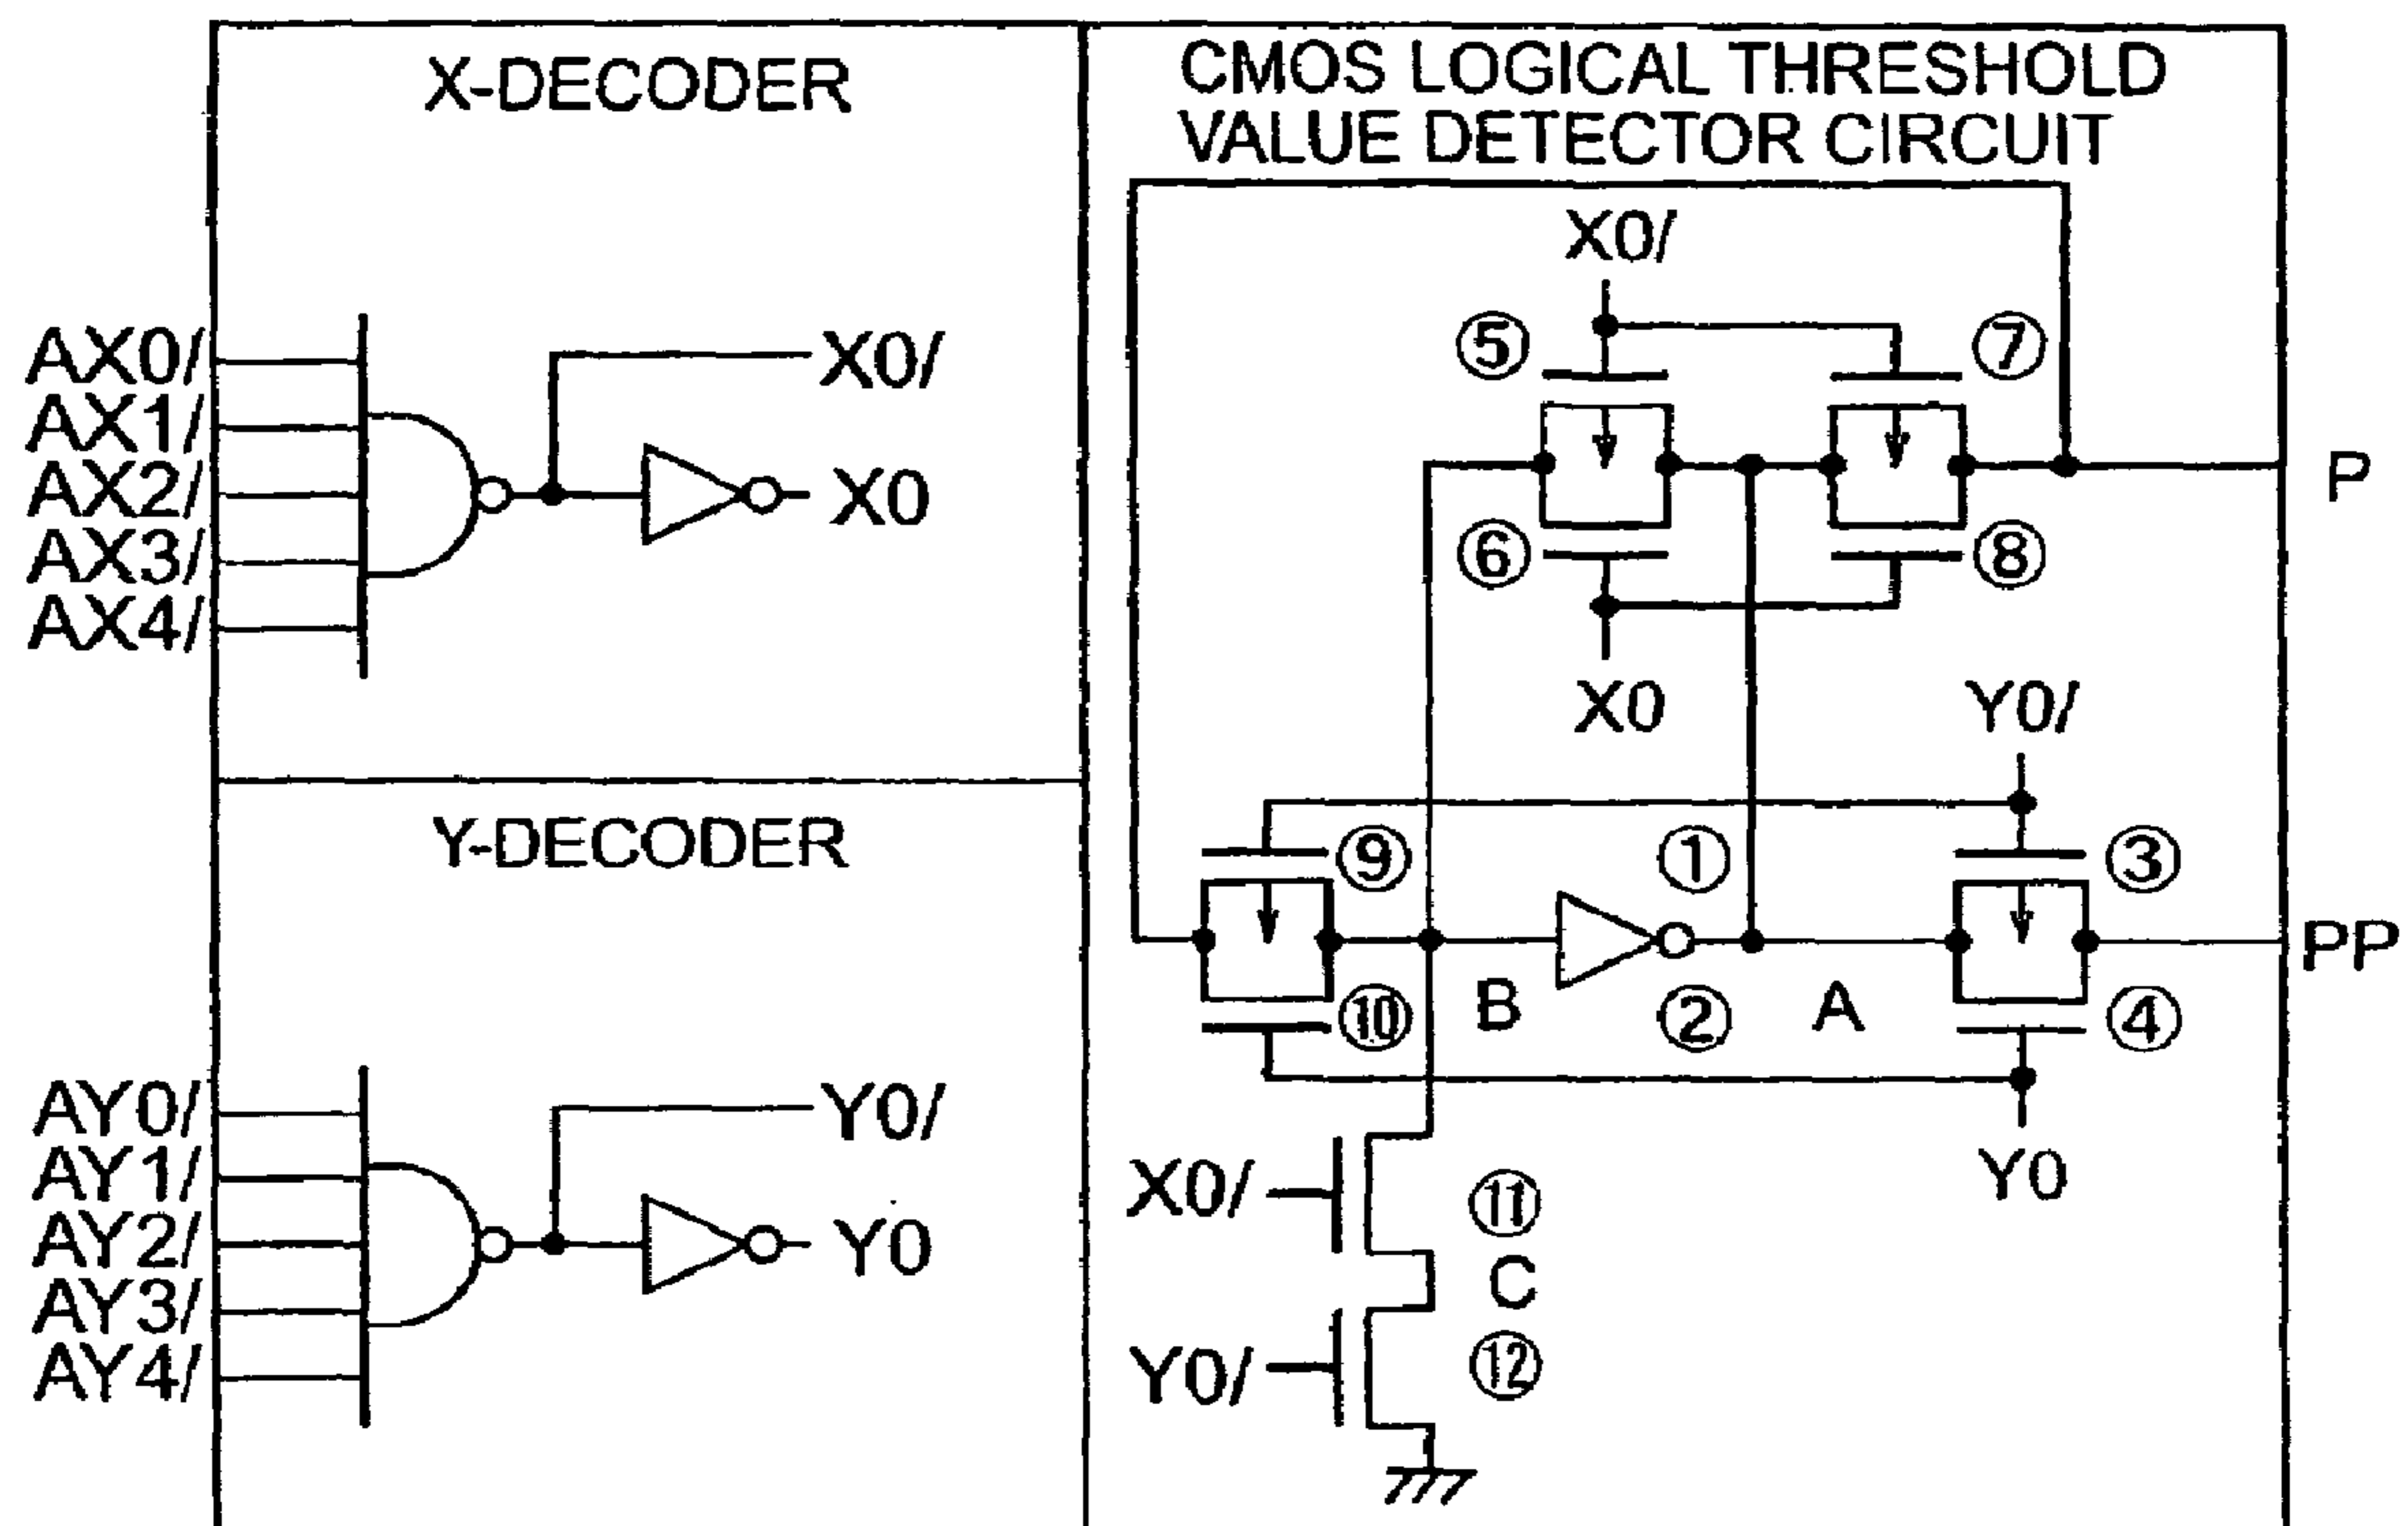 X-DECODER
AX0/
AX1/
AX2/
AX3/
AX4/
X0/
X0
Y-DECODER
AY0/
AY1/
AY2/
AY3/
AY4/
Y0/
Y0
CMOS LOGICAL THRESHOLD
VALUE DETECTOR CIRCUIT
X0/
⑤
⑦
P
⑥
⑧
X0
Y0/
⑨
①
③
PP
⑩
B
②
A
④
Y0
X0/
⑪
C
Y0/
⑫